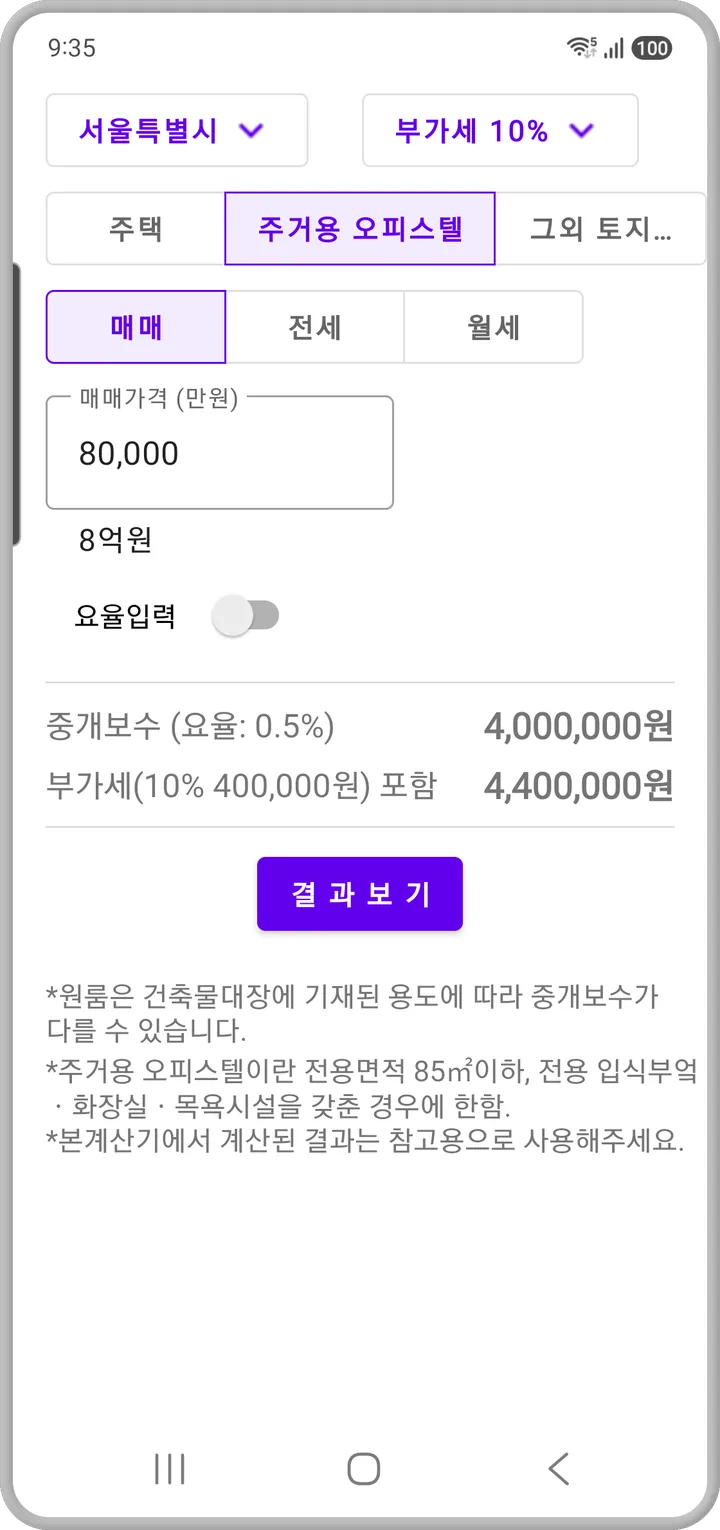 9:35
5
100
서울특별시
부가세 10%
주택
주거용 오피스텔
그외 토지...
매매
전세
월세
매매가격 (만원)
80,000
8억원
요율입력
중개보수 (요율: 0.5%)
4,000,000원
부가세(10% 400,000원) 포함
4,400,000원
결 과 보 기
*원룸은 건축물대장에 기재된 용도에 따라 중개보수가
다를 수 있습니다.
*주거용 오피스텔이란 전용면적 85㎡이하, 전용 입식부엌
· 화장실 · 목욕시설을 갖춘 경우에 한함.
*본계산기에서 계산된 결과는 참고용으로 사용해주세요.